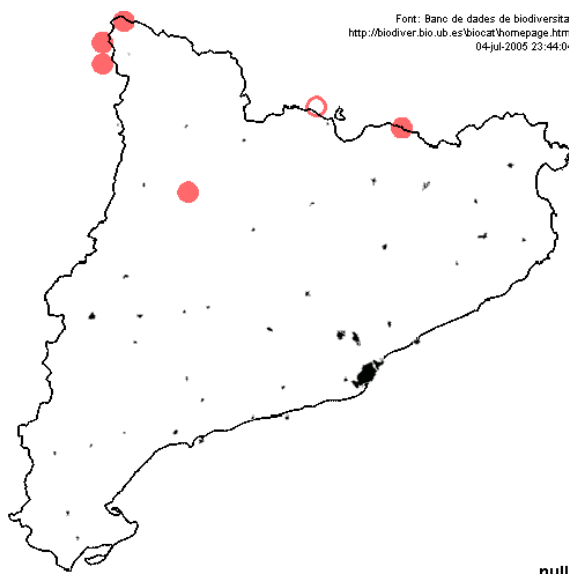 Font: Banc de dades de biodiversita
http://biodiver.bio.ub.es\biocat\homepage.htm
04-jul-2005 23:44:04
null